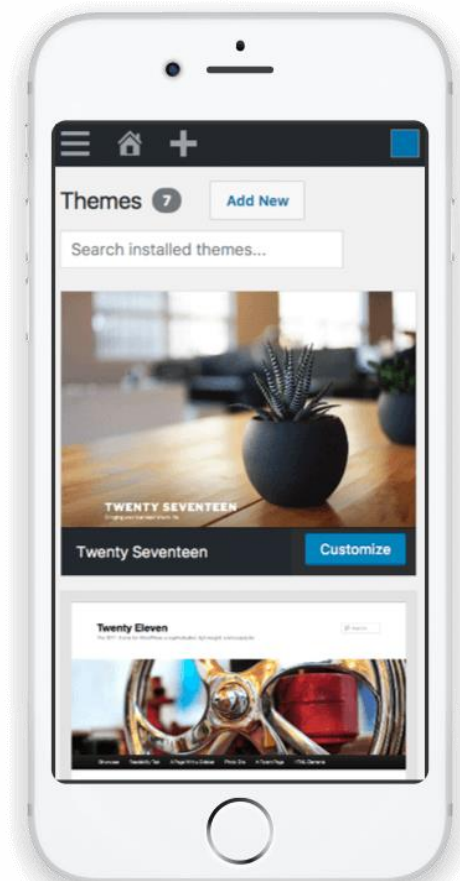 Themes 7 Add New
Search installed themes...
TWENTY SEVENTEEN
Twenty Seventeen Customize
Twenty Eleven